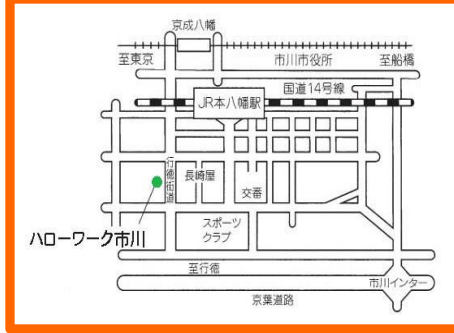 京成八幡
至東京
市川市役所
至船橋
国道14号線
JR本八幡駅
行徳街道
長崎屋
交番
ハローワーク市川
スポーツ
クラブ
至行徳
市川インター
京葉道路